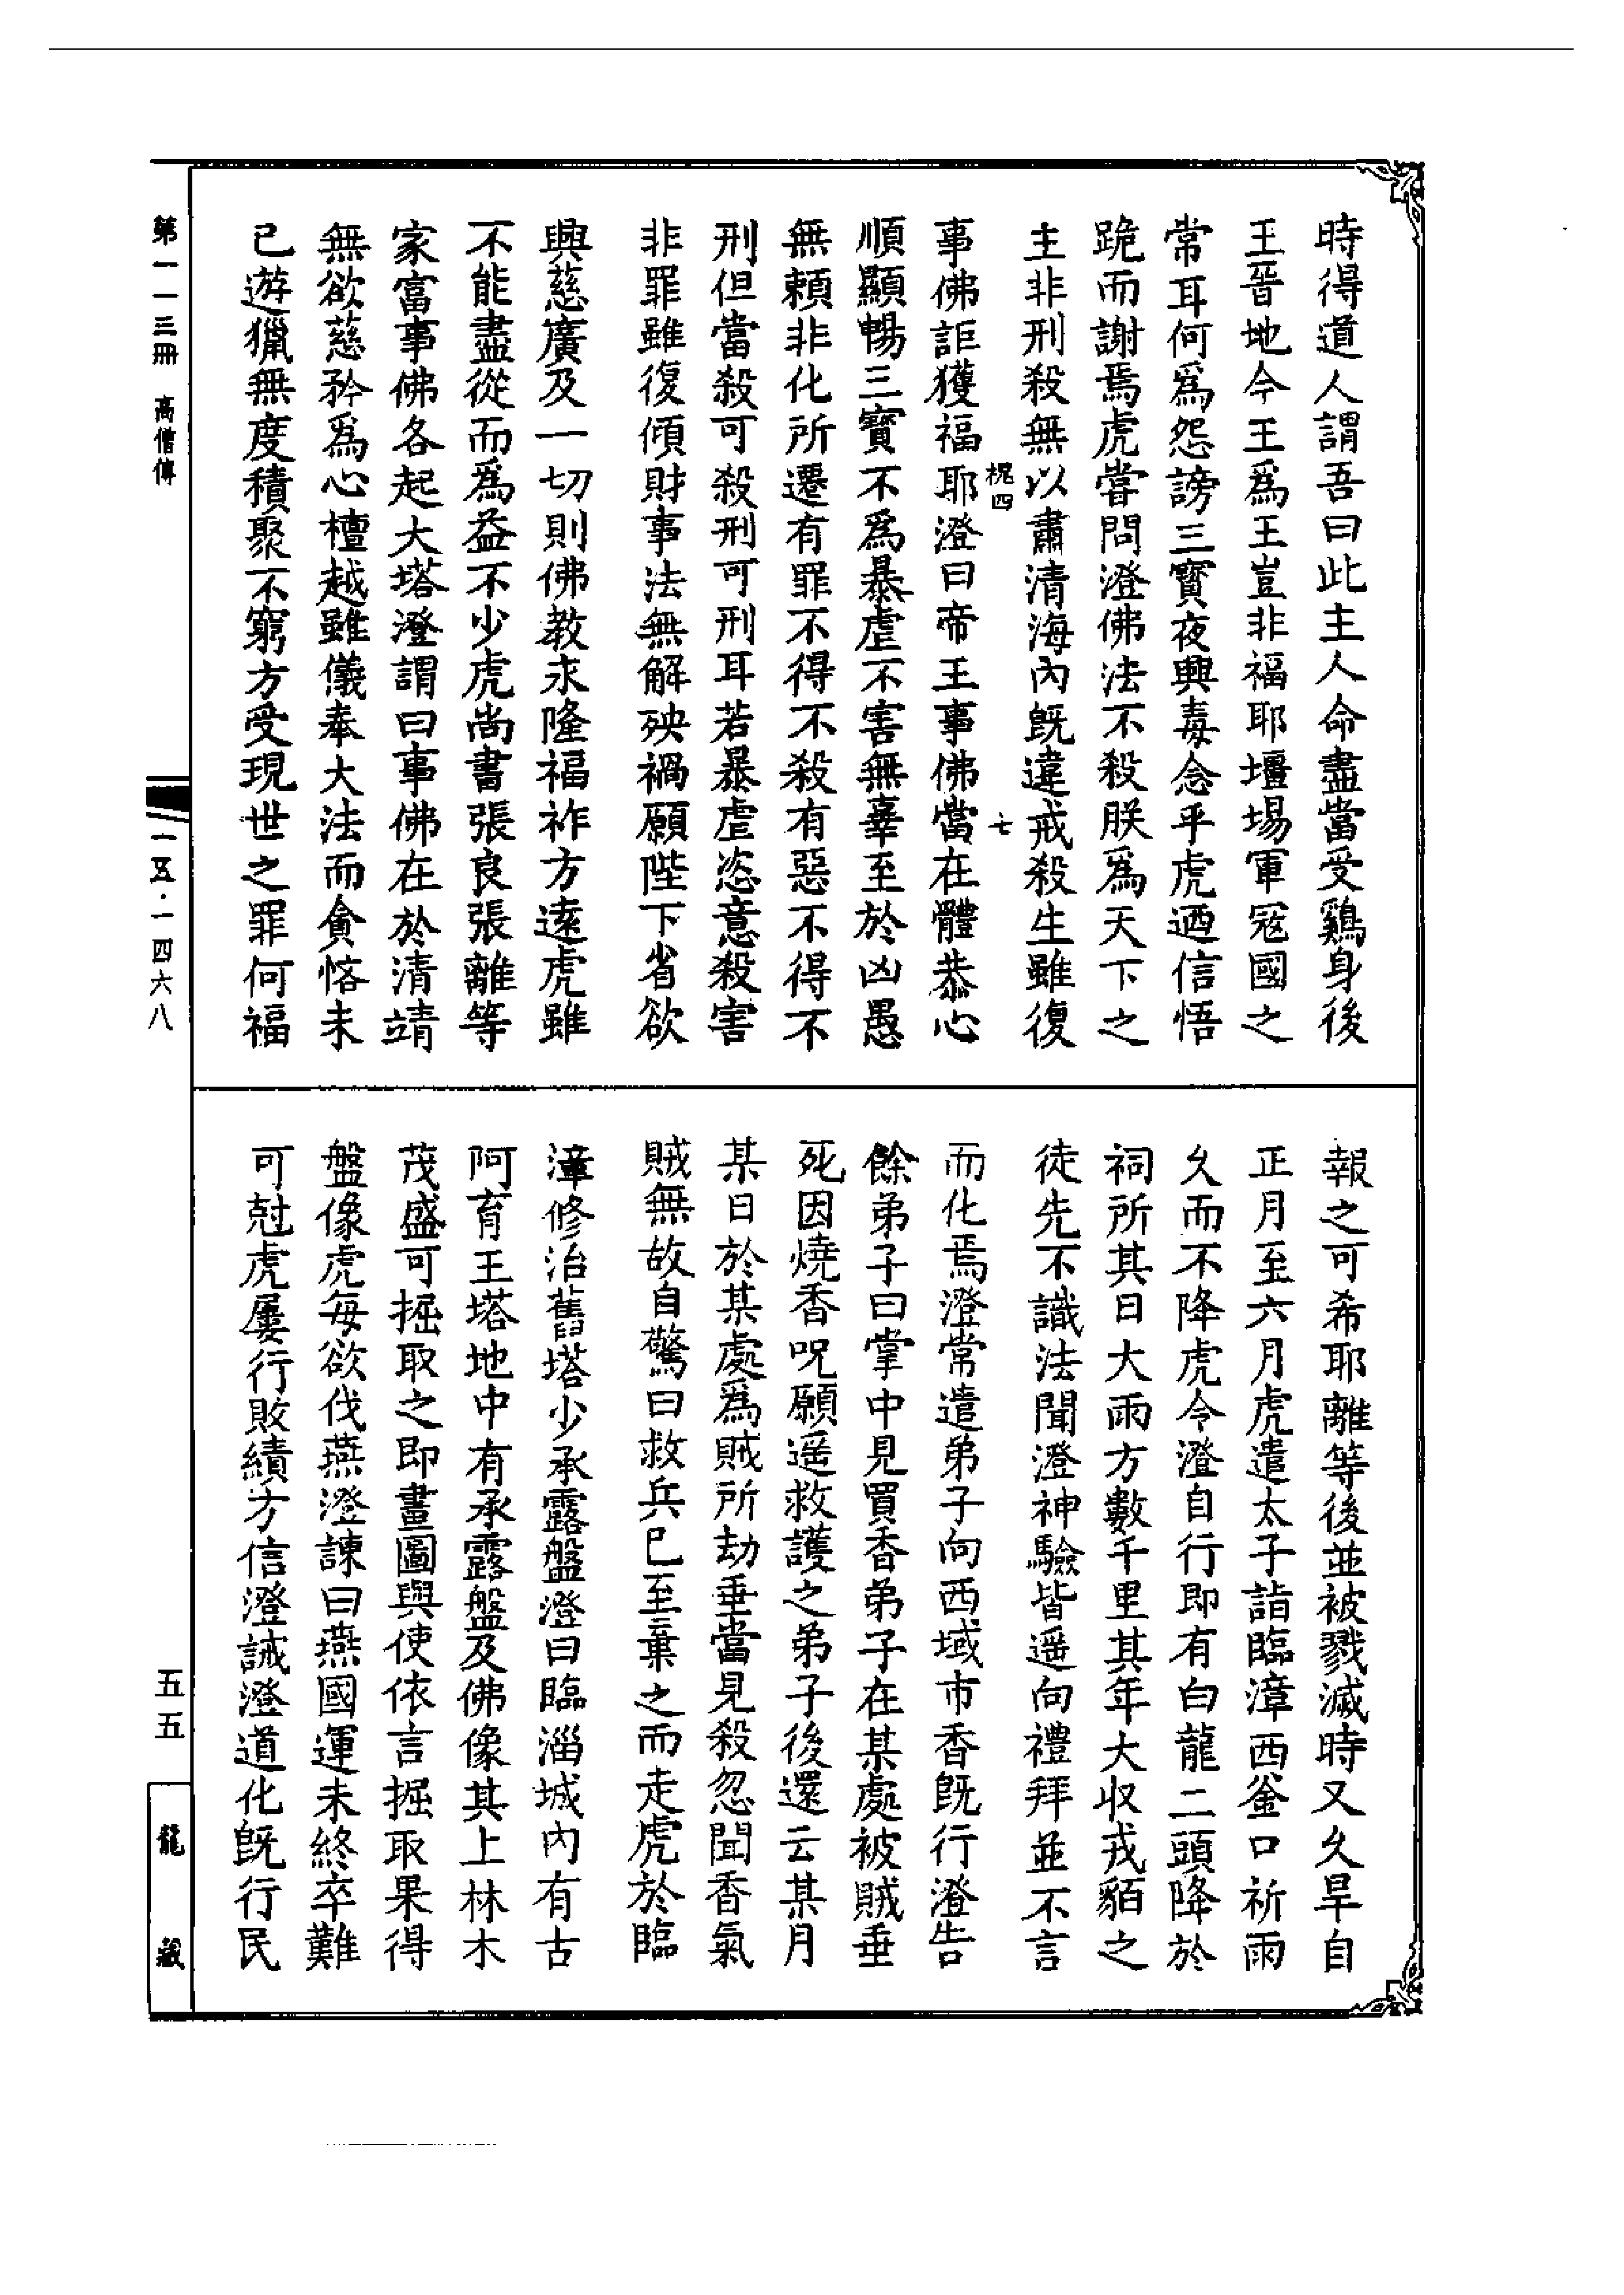 時得道人謂吾曰此主人命盡當受鷄身後
王晉地今王爲王豈非福耶壃場軍冦國之
常耳何爲怨謗三寳夜興毒念乎虎迺信悟
跪而謝焉虎甞問澄佛法不殺朕爲天下之
主非刑殺無以肅清海內旣違戒殺生雖復
槼四 七
事佛詎獲福耶澄曰帝王事佛當在體恭心
順顯暢三寳不爲暴虐不害無辜至於凶愚
無頼非化所遷有罪不得不殺有惡不得不
刑但當殺可殺刑可刑耳若暴虐恣意殺害
非罪雖復傾財事法無解殃禍願陛下省欲
興慈廣及一切則佛教永隆福祚方遠虎雖
不能盡從而爲益不少虎尚書張良張離等
家富事佛各起大塔澄謂曰事佛在於清靖
無欲慈矜爲心檀越雖儀奉大法而貪悋未
已遊獵無度積聚不窮方受現世之罪何福
報之可希耶離等後並被戮滅時又久旱自
正月至六月虎遣太子詣臨漳西釜口祈雨
久而不降虎令澄自行即有白龍二頭降於
祠所其日大雨方數千里其年大收戎貊之
徒先不識法聞澄神驗皆遥向禮拜並不言
而化焉澄常遣弟子向西域市香旣行澄告
餘弟子曰掌中見買香弟子在某處被賊垂
死因燒香呪願遥救護之弟子後還云某月
某日於某處爲賊所劫垂當見殺忽聞香氣
賊無故自驚曰救兵已至棄之而走虎於臨
漳修治舊塔少承露盤澄曰臨淄城內有古
阿育王塔地中有承露盤及佛像其上林木
茂盛可掘取之即畫圖與使依言掘取果得
盤像虎每欲伐燕澄諫曰燕國運未終卒難
可尅虎屢行敗績方信澄誡澄道化旣行民
第一一三冊 高僧傳
一五·一四六八
五五
龍藏